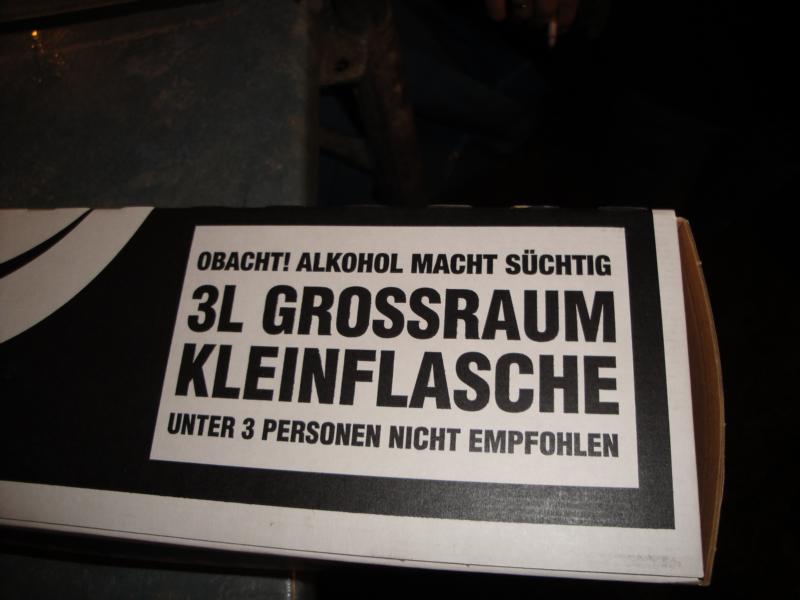 OBACHT! ALKOHOL MACHT SÜCHTIG
3L GROSSRAUM
KLEINFLASCHE
UNTER 3 PERSONEN NICHT EMPFOHLEN